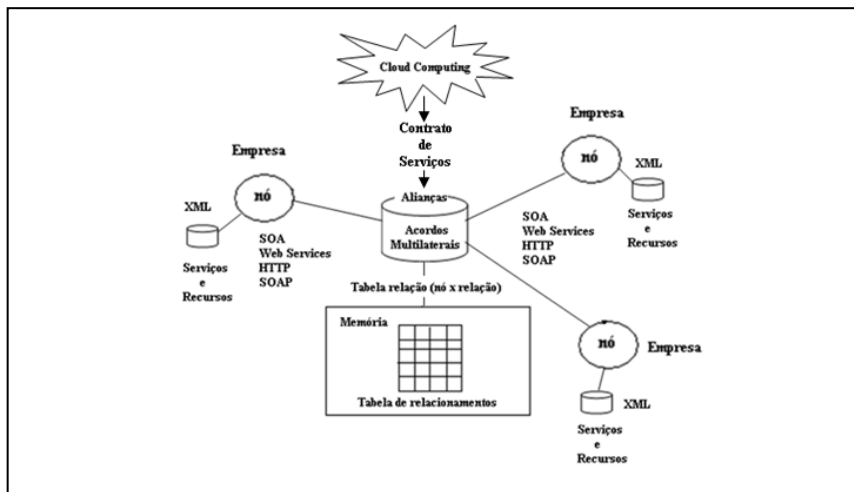 Cloud Computing
Contrato
de
Serviços
Empresa
nó
XML
Serviços
e
Recursos
SOA
Web Services
HTTP
SOAP
Alianças
Acordos
Multilaterais
Empresa
nó
XML
Serviços
e
Recursos
SOA
Web Services
HTTP
SOAP
Tabela relação (nó x relação)
Memória
Tabela de relacionamentos
nó
Empresa
XML
Serviços
e
Recursos